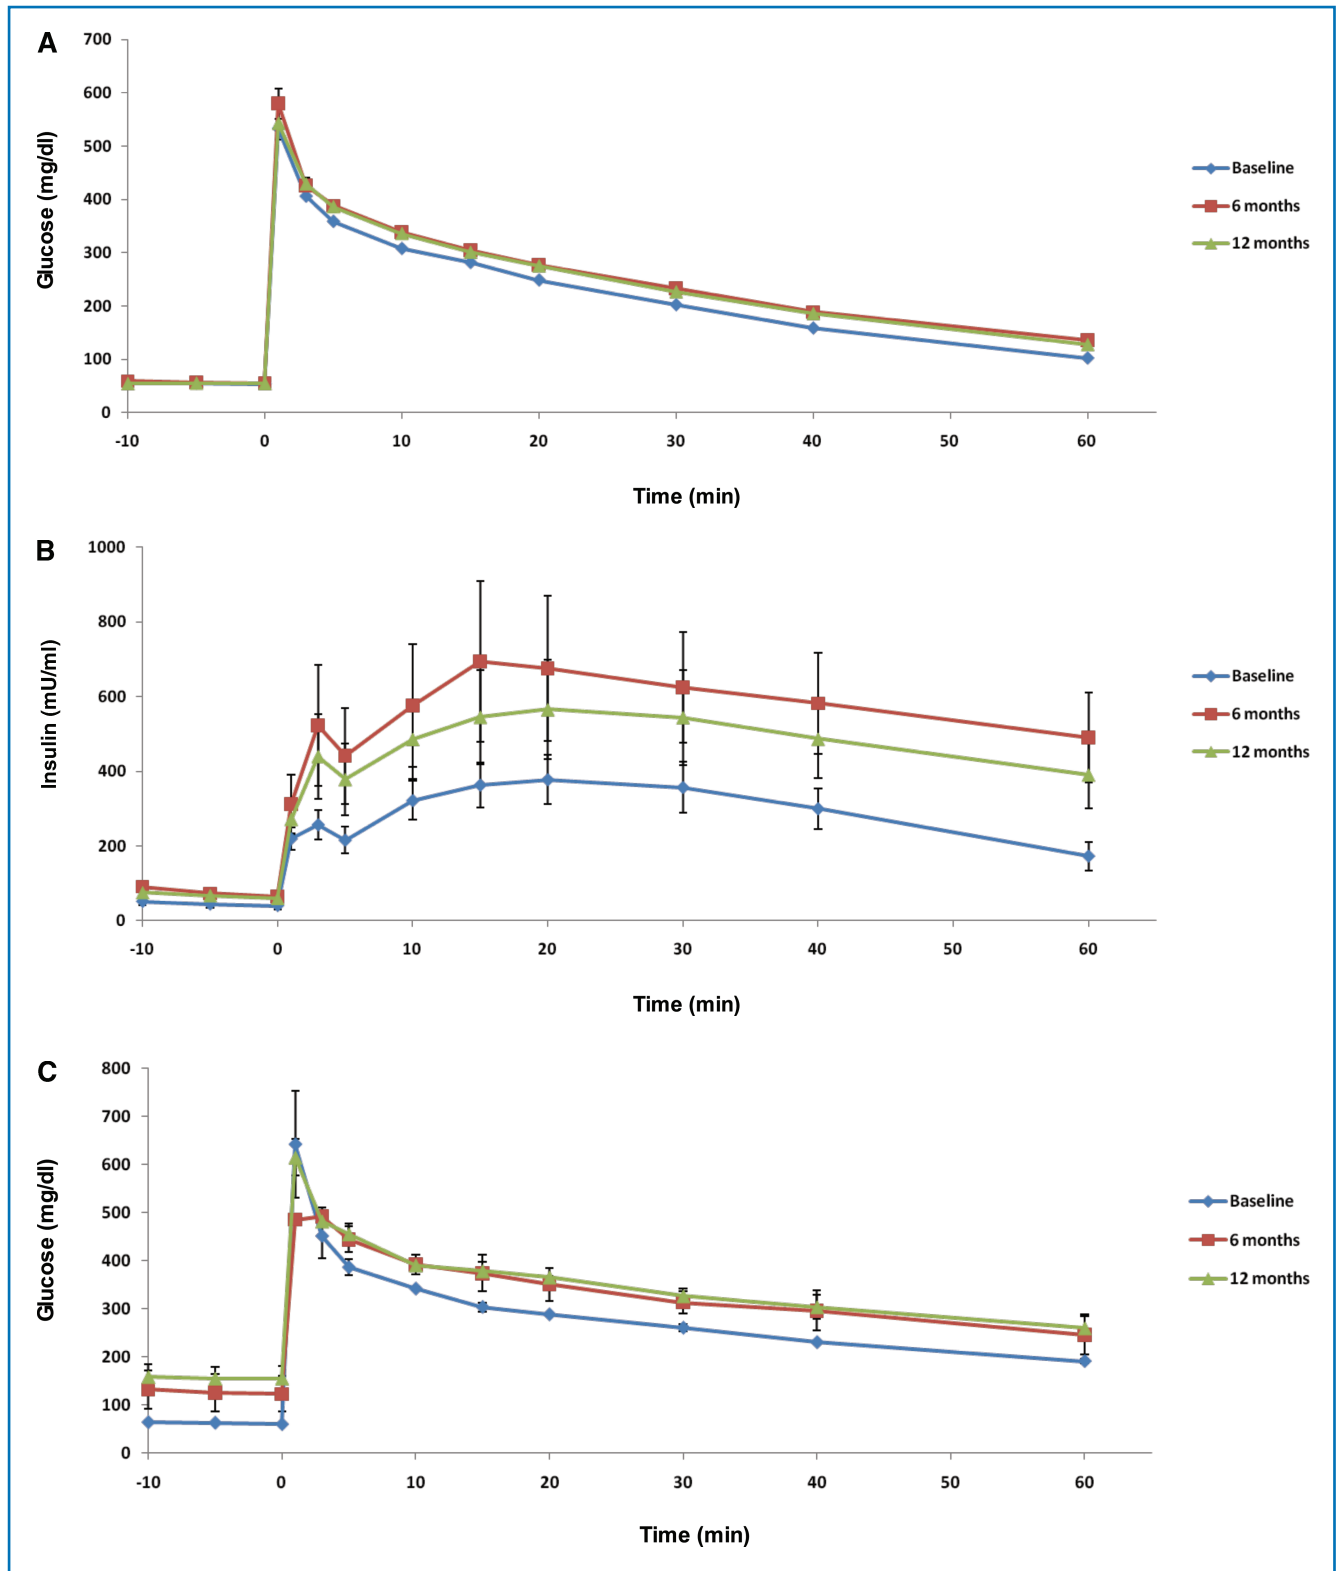 A
700
600
500
400
300
200
100
0
Glucose (mg/dl)
-10 0 10 20 30 40 50 60
Time (min)
Baseline
6 months
12 months
B
1000
800
600
400
200
0
Insulin (mU/ml)
-10 0 10 20 30 40 50 60
Time (min)
Baseline
6 months
12 months
C
800
700
600
500
400
300
200
100
0
Glucose (mg/dl)
-10 0 10 20 30 40 50 60
Time (min)
Baseline
6 months
12 months